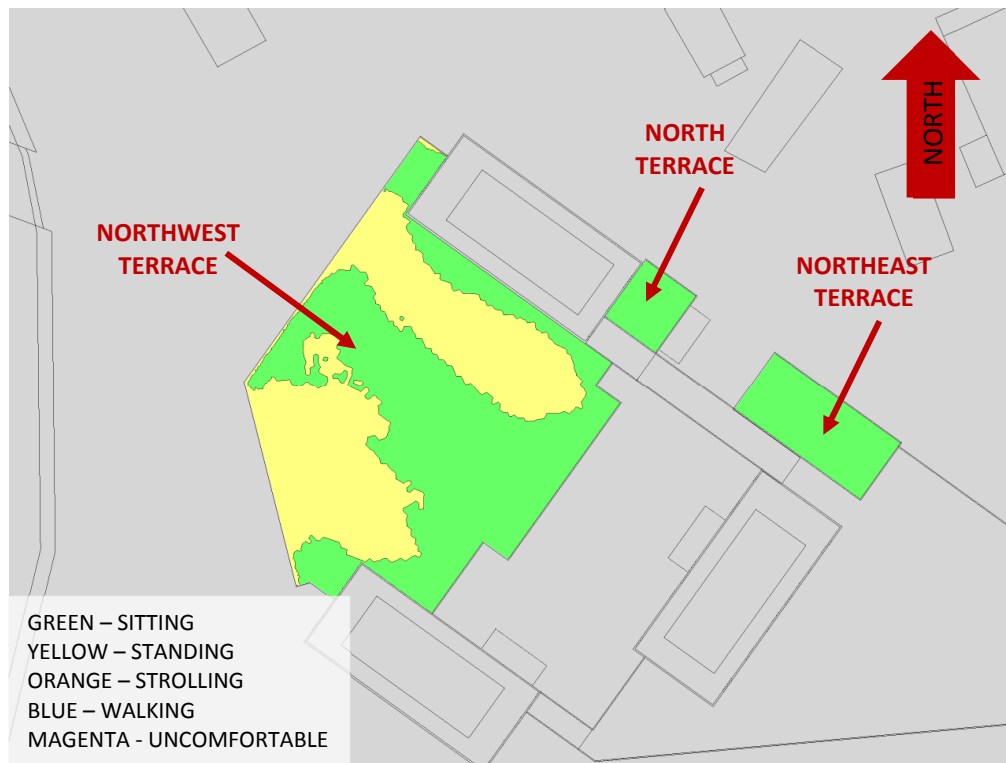 NORTH
NORTH
TERRACE
NORTHWEST
TERRACE
NORTHEAST
TERRACE
GREEN – SITTING
YELLOW – STANDING
ORANGE – STROLLING
BLUE – WALKING
MAGENTA - UNCOMFORTABLE